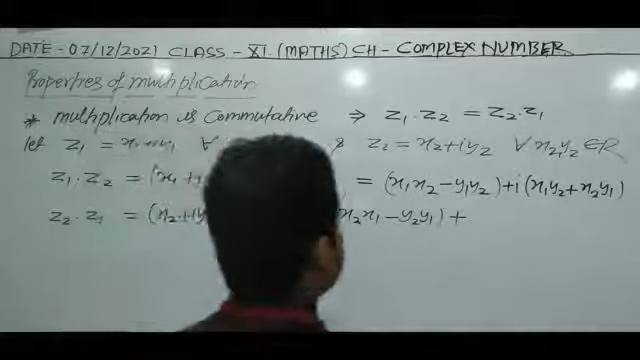 DATE - 07/12/2021 CLASS - XI. (MATHS) CH - COMPLEX NUMBER
Properties of multiplication
* multiplication is commutative ⇒ z₁·z₂ = z₂·z₁
let z₁ = x₁+iy₁ ∀ & z₂ = x₂+iy₂ ∀ x₂,y₂∈R
z₁·z₂ = (x₁+ = (x₁x₂-y₁y₂)+i(x₁y₂+x₂y₁)
z₂·z₁ = (x₂+iy x₂x₁-y₂y₁)+